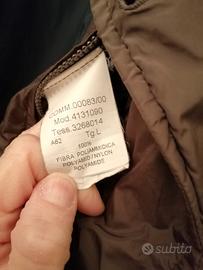 COMM.00083/00
Mod.4131090
Tess.3268014
A62 Tg L
100%
FIBRA POLIAMMIDICA
POLYAMID/NYLON
POLYAMIDE
subito